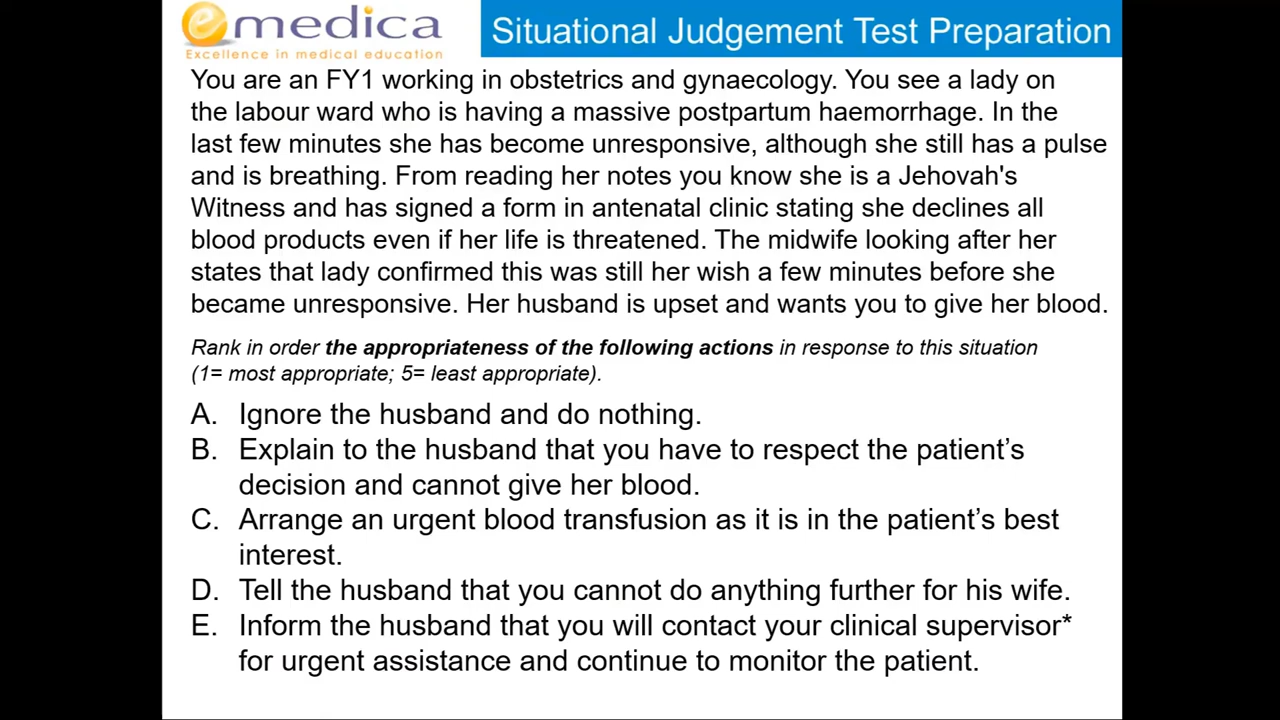 emedica
Excellence in medical education
Situational Judgement Test Preparation
You are an FY1 working in obstetrics and gynaecology. You see a lady on
the labour ward who is having a massive postpartum haemorrhage. In the
last few minutes she has become unresponsive, although she still has a pulse
and is breathing. From reading her notes you know she is a Jehovah's
Witness and has signed a form in antenatal clinic stating she declines all
blood products even if her life is threatened. The midwife looking after her
states that lady confirmed this was still her wish a few minutes before she
became unresponsive. Her husband is upset and wants you to give her blood.
Rank in order the appropriateness of the following actions in response to this situation
(1= most appropriate; 5= least appropriate).
A. Ignore the husband and do nothing.
B. Explain to the husband that you have to respect the patient’s
decision and cannot give her blood.
C. Arrange an urgent blood transfusion as it is in the patient’s best
interest.
D. Tell the husband that you cannot do anything further for his wife.
E. Inform the husband that you will contact your clinical supervisor*
for urgent assistance and continue to monitor the patient.